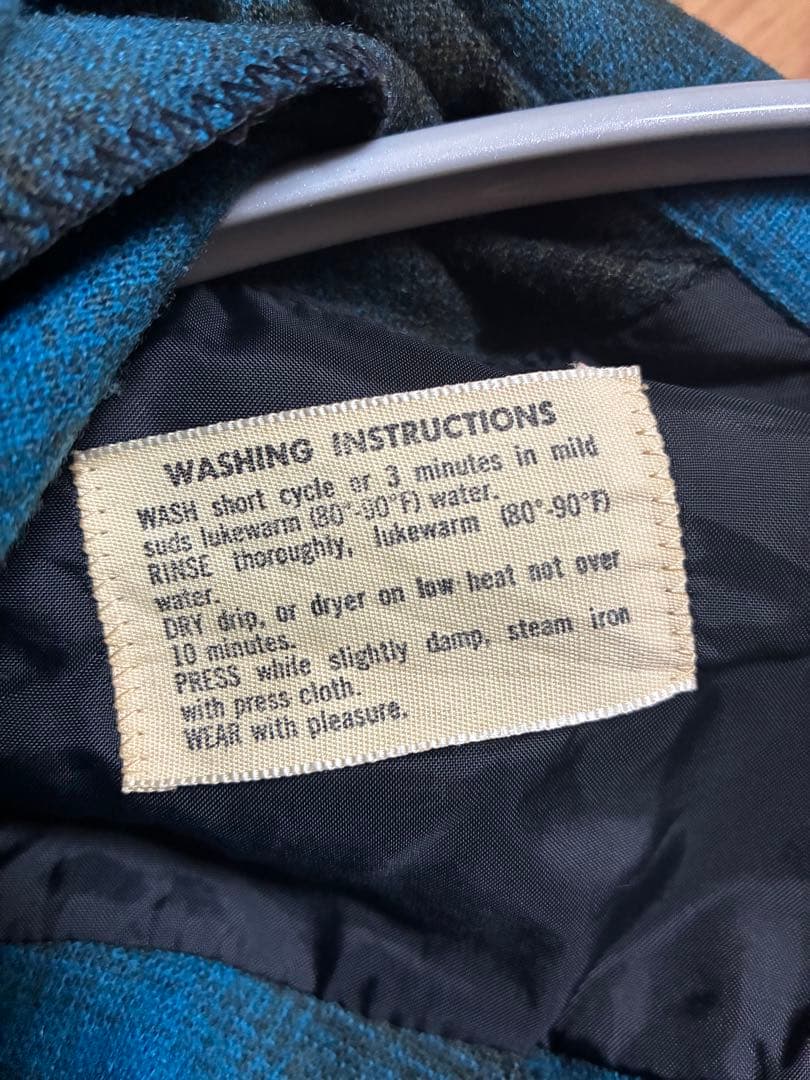 WASHING INSTRUCTIONS
WASH short cycle or 3 minutes in mild
suds lukewarm (80°-90°F) water.
RINSE thoroughly, lukewarm (80°-90°F)
water.
DRY drip, or dryer on low heat not over
10 minutes.
PRESS while slightly damp, steam iron
with press cloth.
WEAR with pleasure.